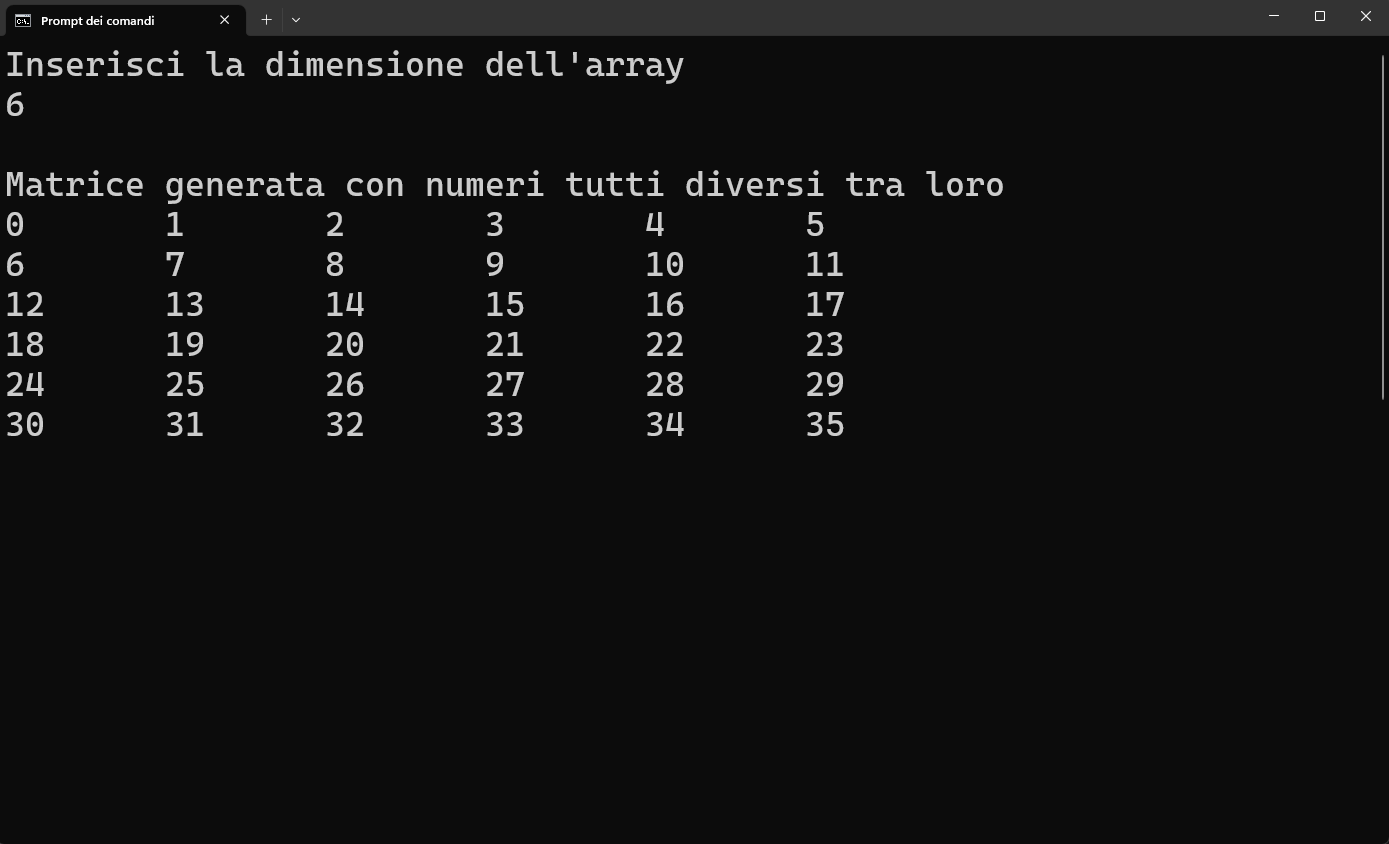 Prompt dei comandi
Inserisci la dimensione dell'array
6
Matrice generata con numeri tutti diversi tra loro
0 1 2 3 4 5
6 7 8 9 10 11
12 13 14 15 16 17
18 19 20 21 22 23
24 25 26 27 28 29
30 31 32 33 34 35